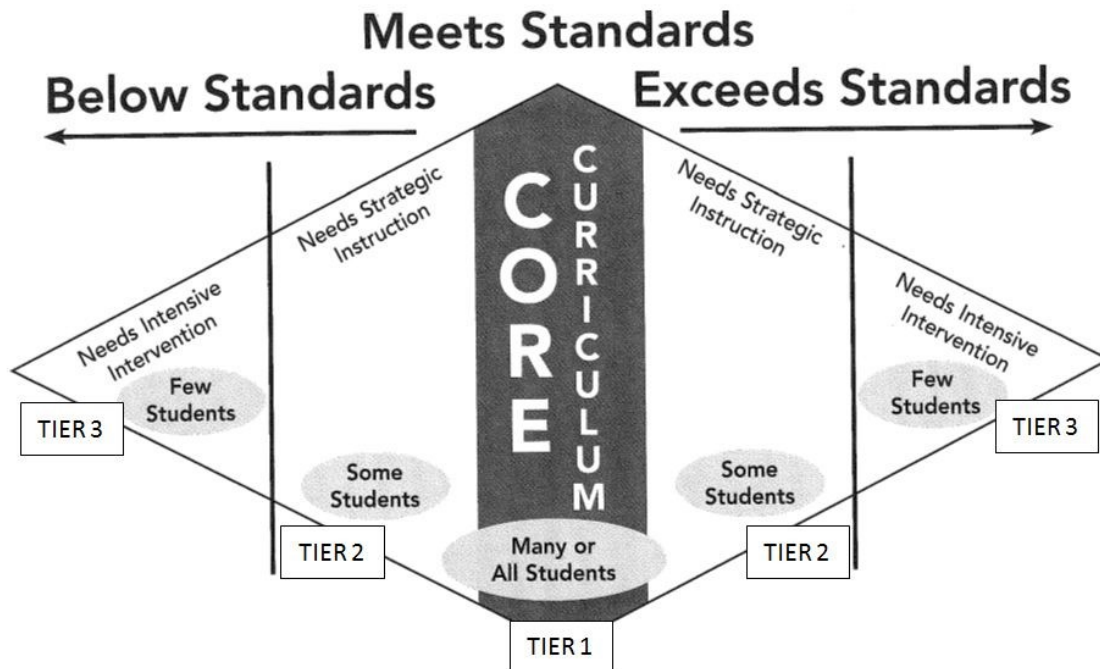 Meets Standards
Below Standards
Exceeds Standards
Needs Strategic
Instruction
CORE
CURRICULUM
Needs Strategic
Instruction
Needs Intensive
Intervention
Needs Intensive
Intervention
Few
Students
Few
Students
TIER 3
TIER 3
Some
Students
Some
Students
TIER 2
Many or
All Students
TIER 2
TIER 1